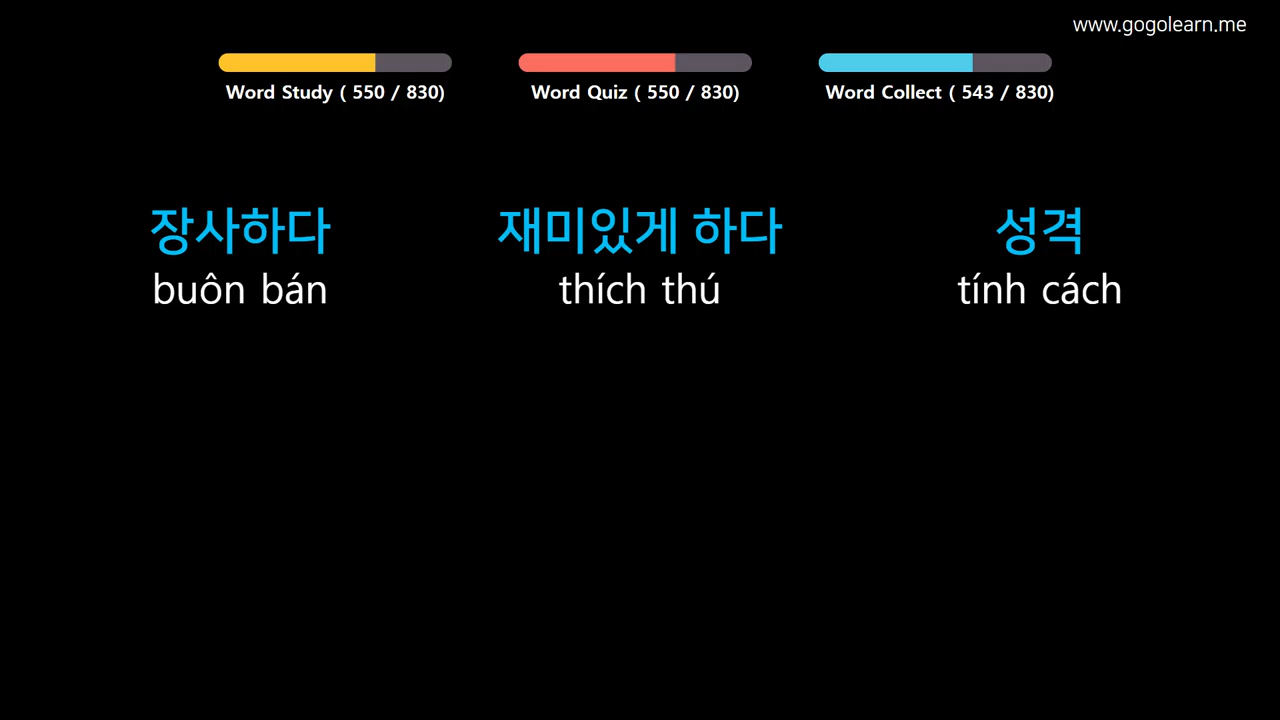 www.gogolearn.me
Word Study ( 550 / 830)
Word Quiz ( 550 / 830)
Word Collect ( 543 / 830)
장사하다
buôn bán
재미있게 하다
thích thú
성격
tính cách